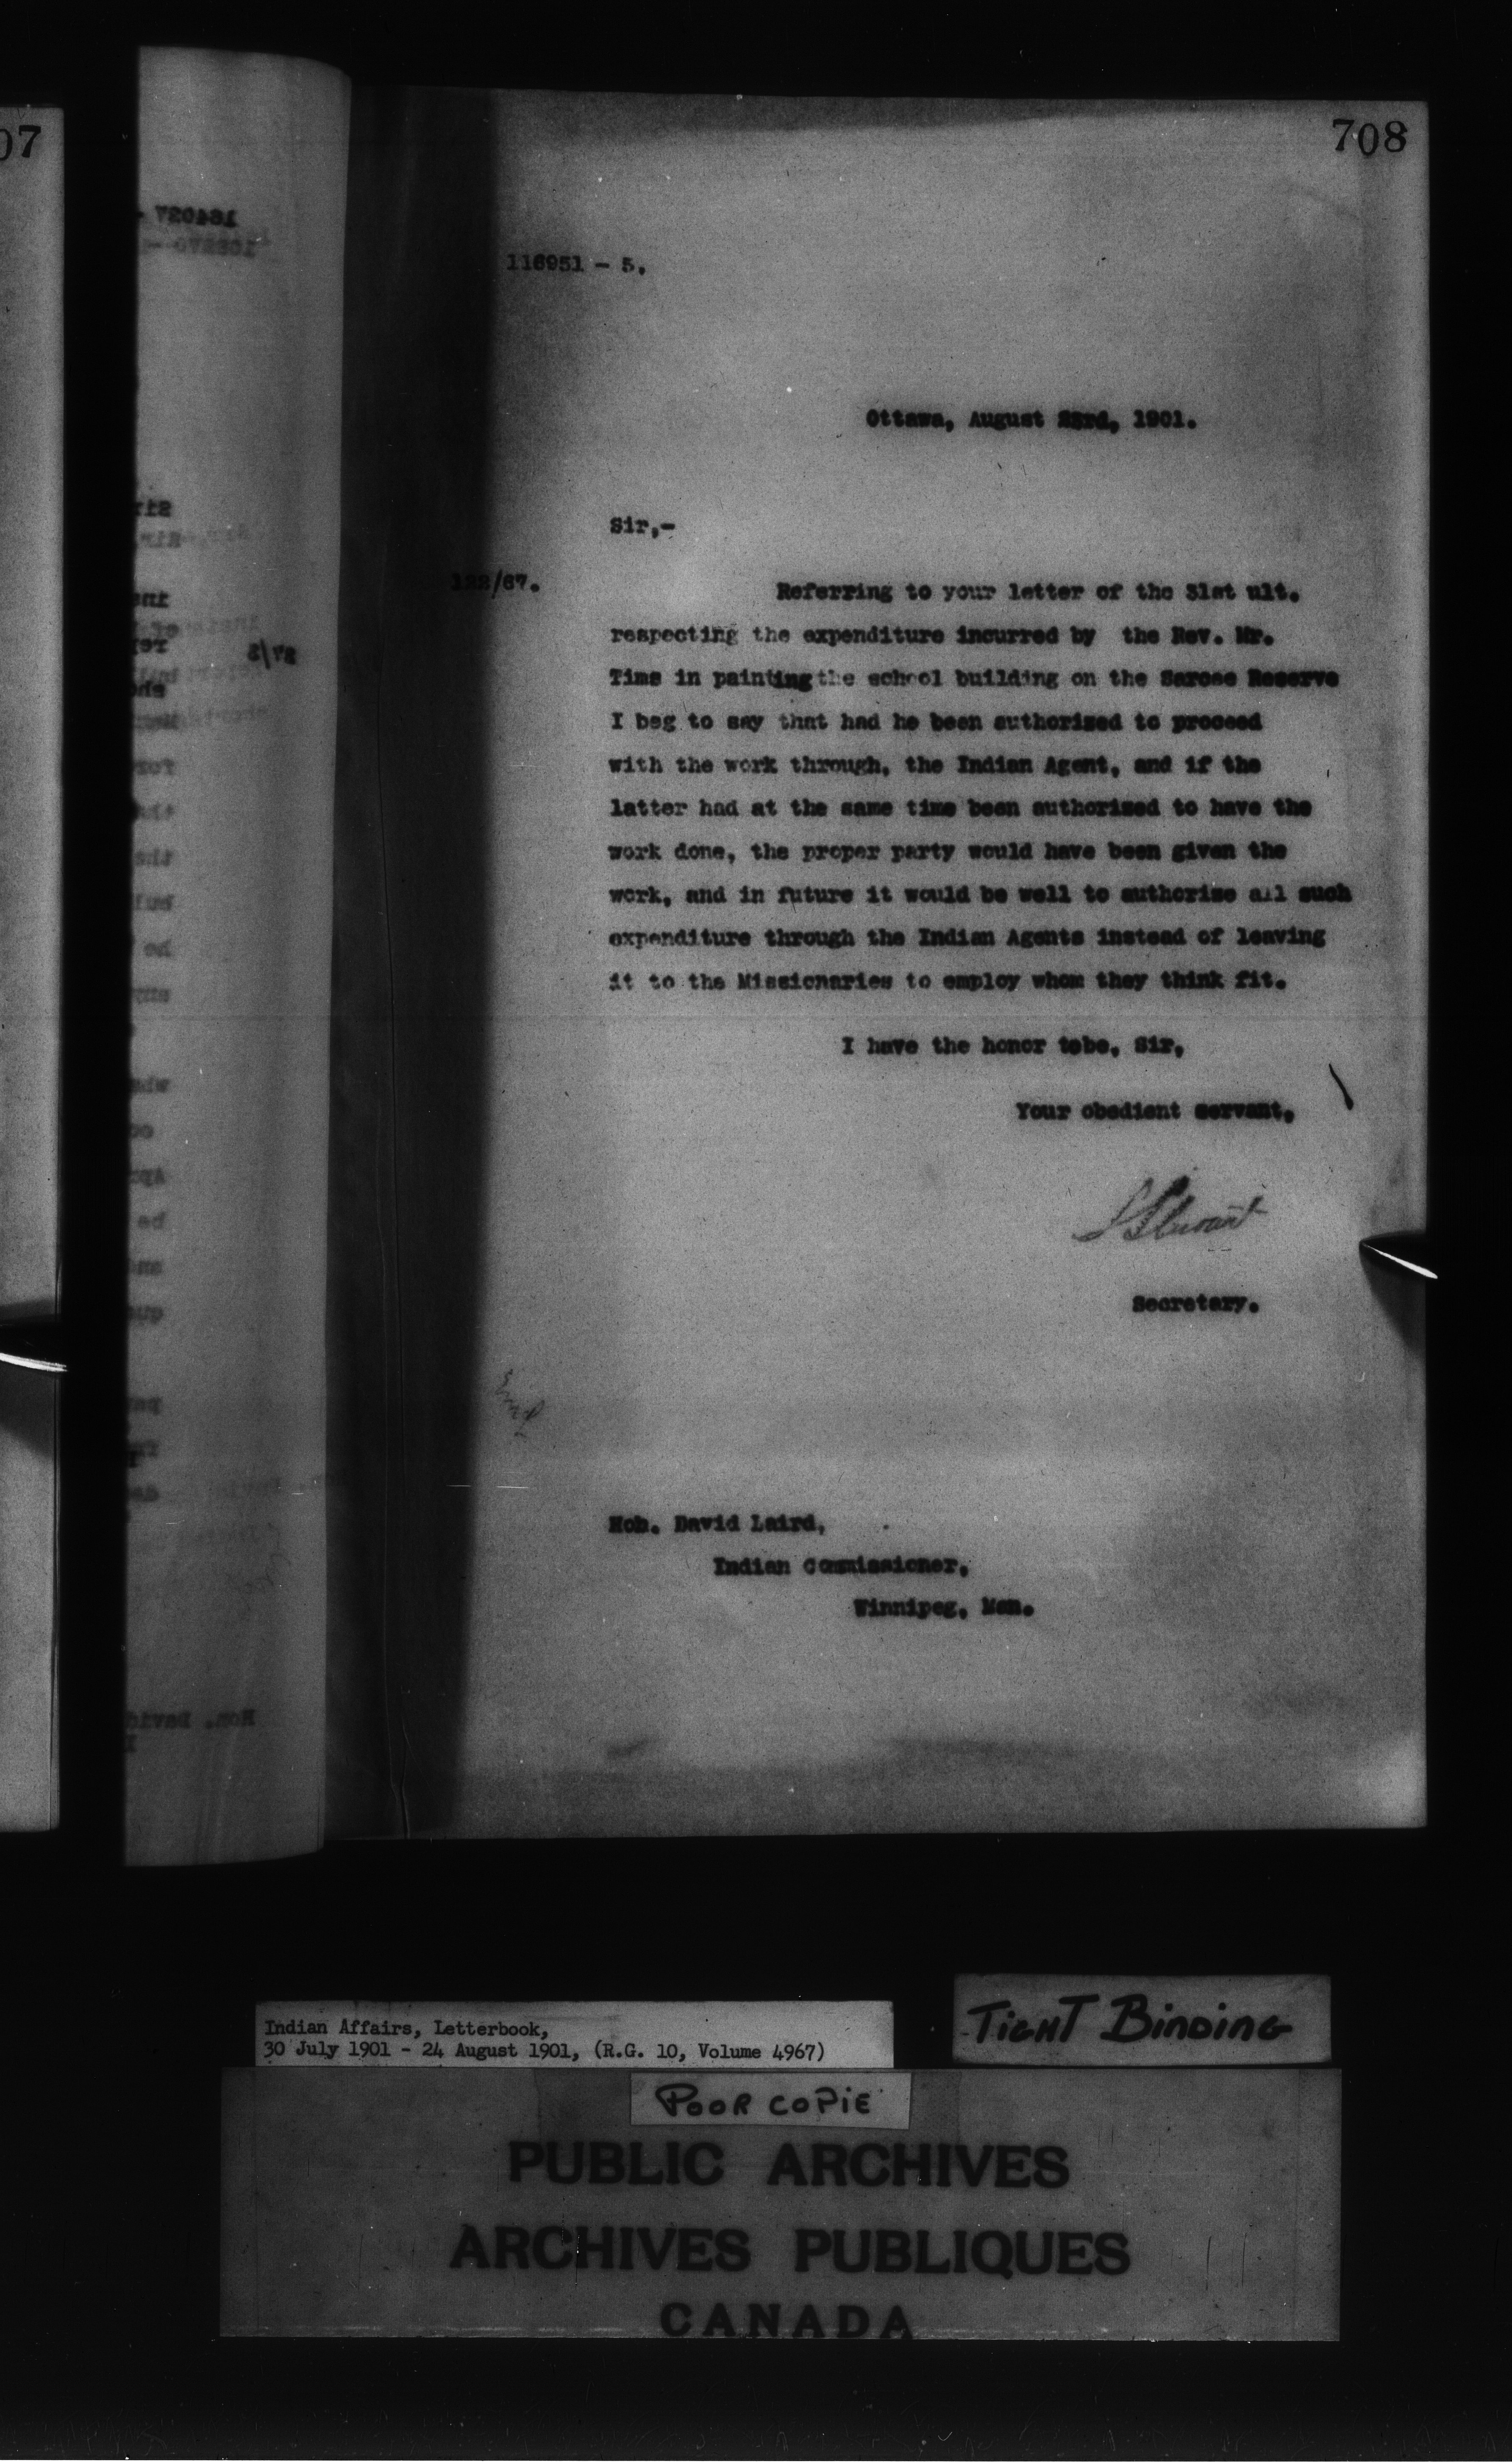 708
07
116951 - 5.
Ottawa, August 23rd, 1901.
Sir,-
122/67.
Referring to your letter of the 31st ult.
respecting the expenditure incurred by the Rev. Mr.
Tims in painting the school building on the Sarcee Reserve
I beg to say that had he been authorized to proceed
with the work through, the Indian Agent, and if the
latter had at the same time been authorized to have the
work done, the proper party would have been given the
work, and in future it would be well to authorize all such
expenditure through the Indian Agents instead of leaving
it to the Missionaries to employ whom they think fit.
I have the honor tobe, Sir,
Your obedient servant,
S Stewart
Secretary.
Hon. David Laird,
Indian Commissioner,
Winnipeg, Man.
Indian Affairs, Letterbook,
30 July 1901 - 24 August 1901, (R.G. 10, Volume 4967)
TIGHT BINDING
POOR COPIE
PUBLIC ARCHIVES
ARCHIVES PUBLIQUES
CANADA